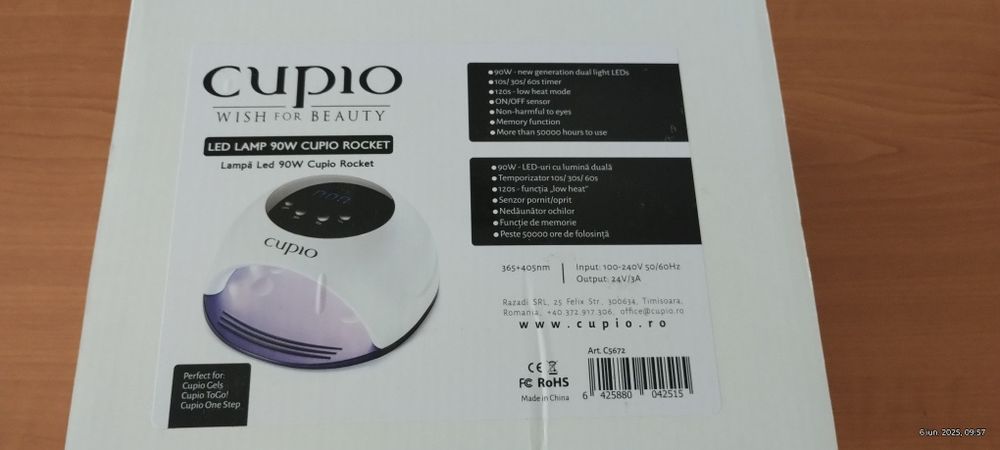 cupio
WISH FOR BEAUTY
LED LAMP 90W CUPIO ROCKET
Lampă Led 90W Cupio Rocket
cupio
Perfect for:
Cupio Gels
Cupio ToGo!
Cupio One Step
•90W - new generation dual light LEDs
•10s/ 30s/ 60s timer
•120s - low heat mode
•ON/OFF sensor
•Non-harmful to eyes
•Memory function
•More than 50000 hours to use
•90W - LED-uri cu lumină duală
•Temporizator 10s/ 30s/ 60s
•120s - funcția „low heat"
•Senzor pornit/oprit
•Nedăunător ochilor
•Funcție de memorie
•Peste 50000 ore de folosință
365+405nm
Input: 100-240V 50/60Hz
Output: 24V/3A
Razadi SRL, 25 Felix Str., 300634, Timisoara,
Romania, +40 372 917 306, office@cupio.ro
www.cupio.ro
Art. C5672
CE
FC RoHS
Made in China
6 425880 042515
6 iun. 2025, 09:57